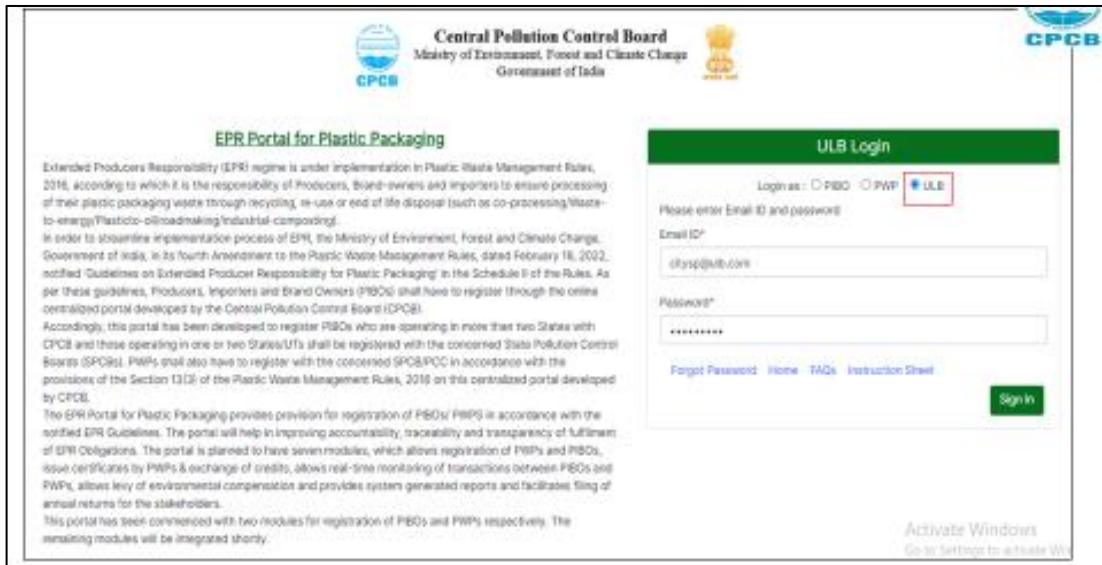 Central Pollution Control Board
Ministry of Environment, Forest and Climate Change
Government of India
CPCB
CPCB
EPR Portal for Plastic Packaging
Extended Producers Responsibility (EPR) regime is under implementation in Plastic Waste Management Rules,
2016, according to which it is the responsibility of Producers, Brand-owners and Importers to ensure processing
of their plastic packaging waste through recycling, re-use or end of life disposal (such as co-processing/Waste-
to-energy/Plastic-to-oil/roadmaking/industrial-composting).
In order to streamline implementation process of EPR, the Ministry of Environment, Forest and Climate Change,
Government of India, in its fourth Amendment to the Plastic Waste Management Rules, dated February 16, 2022,
notified 'Guidelines on Extended Producer Responsibility for Plastic Packaging' in the Schedule II of the Rules. As
per these guidelines, Producers, Importers and Brand Owners (PIBOs) shall have to register through the online
centralized portal developed by the Central Pollution Control Board (CPCB).
Accordingly, this portal has been developed to register PIBOs who are operating in more than two States with
CPCB and those operating in one or two States/UTs shall be registered with the concerned State Pollution Control
Boards (SPCBs). PWPs shall also have to register with the concerned SPCB/PCC in accordance with the
provisions of the Section 13(3) of the Plastic Waste Management Rules, 2016 on this centralized portal developed
by CPCB.
The EPR Portal for Plastic Packaging provides provision for registration of PIBOs/ PWPS in accordance with the
notified EPR Guidelines. The portal will help in improving accountability, traceability and transparency of fulfilment
of EPR Obligations. The portal is planned to have seven modules, which allows registration of PWPs and PIBOs,
issue certificates by PWPs & exchange of credits, allows real-time monitoring of transactions between PIBOs and
PWPs, allows levy of environmental compensation and provides system generated reports and facilitates filing of
annual returns for the stakeholders.
This portal has been commenced with two modules for registration of PIBOs and PWPs respectively. The
remaining modules will be integrated shortly.
ULB Login
Login as : PIBO PWP ULB
Please enter Email ID and password
Email ID*
citysp@ulb.com
Password*
•••••••••
Forgot Password Home FAQs Instruction Sheet
Sign In
Activate Windows
Go to Settings to activate